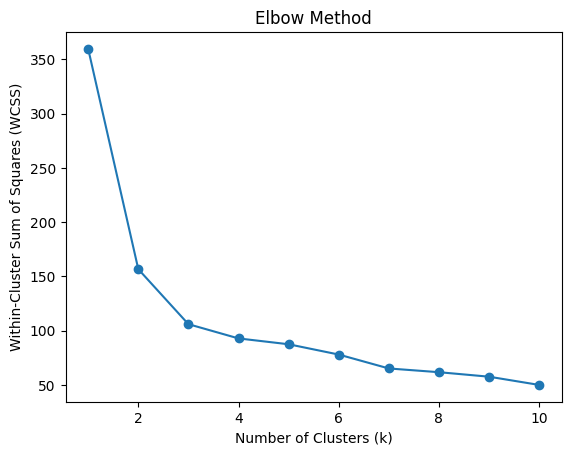 Elbow Method
Within-Cluster Sum of Squares (WCSS)
350
300
250
200
150
100
50
2 4 6 8 10
Number of Clusters (k)